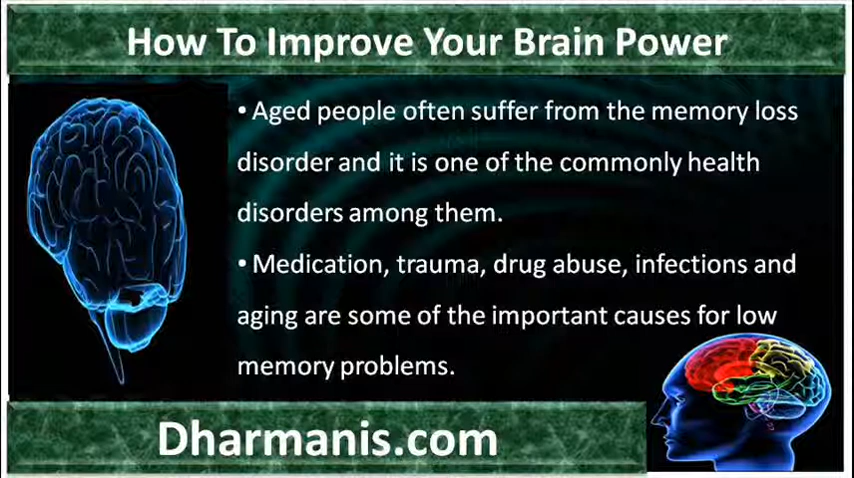 How To Improve Your Brain Power
• Aged people often suffer from the memory loss
disorder and it is one of the commonly health
disorders among them.
• Medication, trauma, drug abuse, infections and
aging are some of the important causes for low
memory problems.
Dharmanis.com